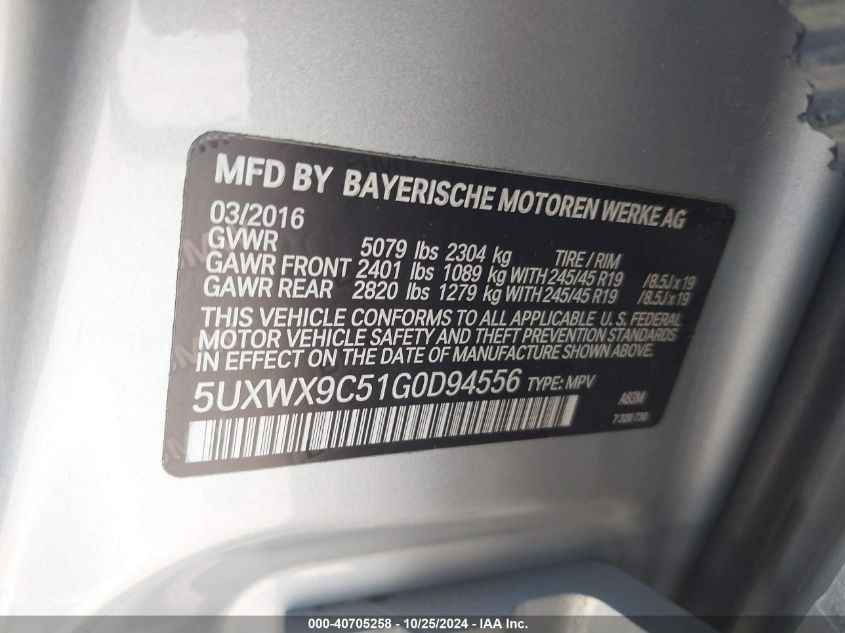 MFD BY BAYERISCHE MOTOREN WERKE AG
03/2016
GVWR 5079 lbs 2304 kg TIRE / RIM
GAWR FRONT 2401 lbs 1089 kg WITH 245/45 R19 /8.5J x 19
GAWR REAR 2820 lbs 1279 kg WITH 245/45 R19 /8.5J x 19
THIS VEHICLE CONFORMS TO ALL APPLICABLE U.S. FEDERAL
MOTOR VEHICLE SAFETY AND THEFT PREVENTION STANDARDS
IN EFFECT ON THE DATE OF MANUFACTURE SHOWN ABOVE.
5UXWX9C51G0D94556 TYPE: MPV
A83M
7 320 730
000-40705258 - 10/25/2024 - IAA Inc.